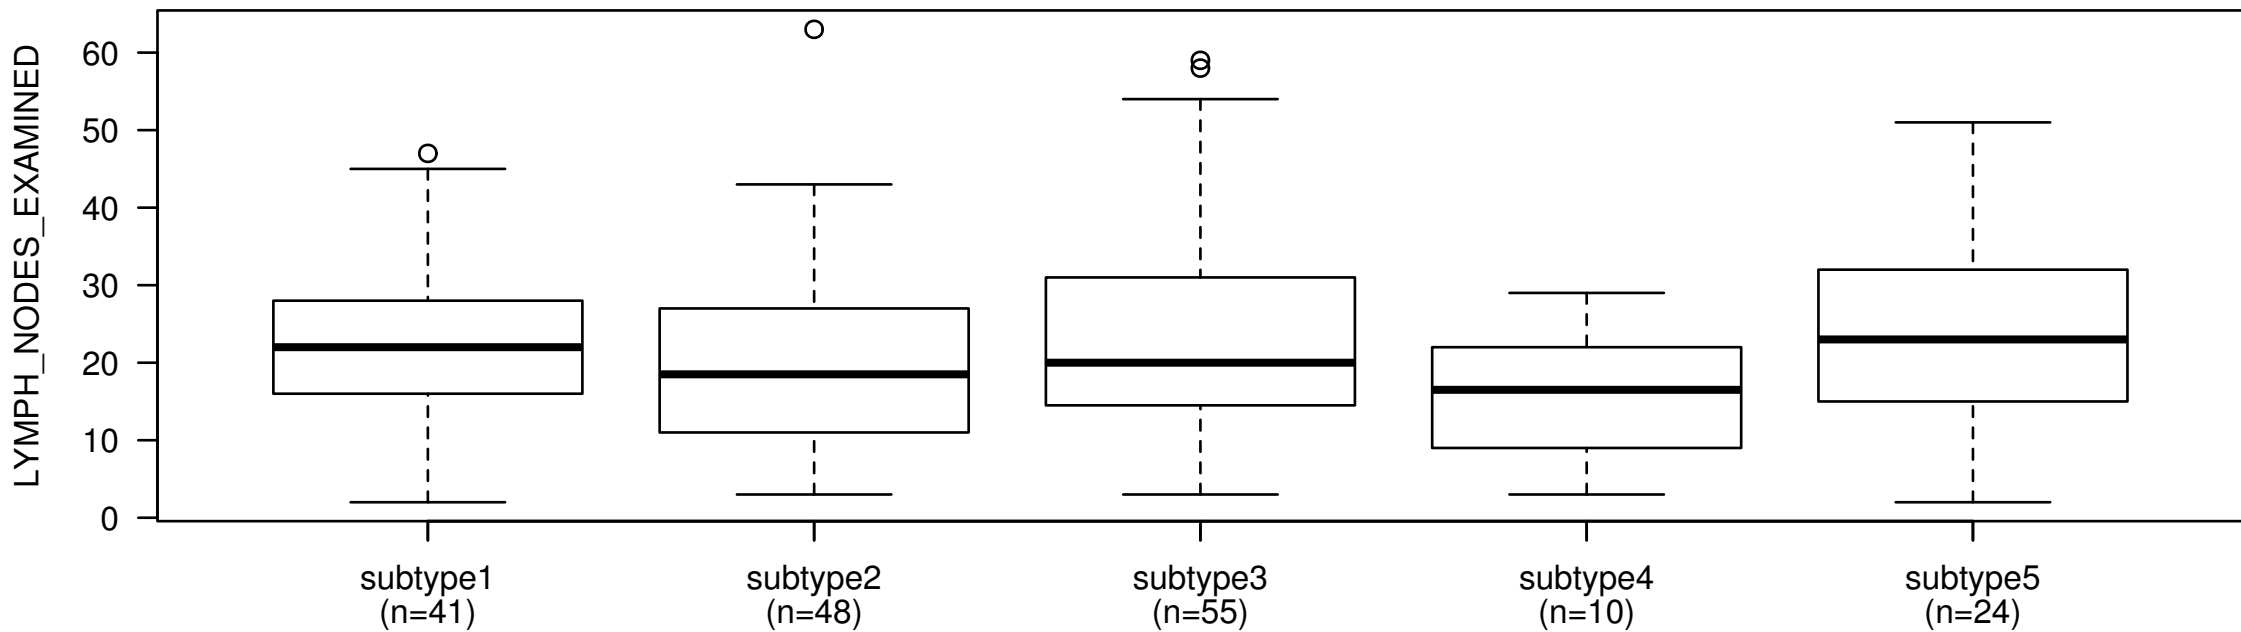 LYMPH_NODES_EXAMINED
60
50
40
30
20
10
0
subtype1 subtype2 subtype3 subtype4 subtype5
(n=41) (n=48) (n=55) (n=10) (n=24)